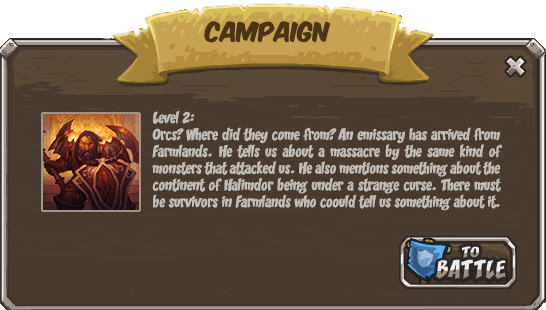 CAMPAIGN
Level 2:
Orcs? Where did they come from? An emissary has arrived from
Farmlands. He tells us about a massacre by the same kind of
monsters that attacked us. He also mentions something about the
continent of Halimdor being under a strange curse. There must
be survivors in Farmlands who coould tell us something about it.
TO
BATTLE